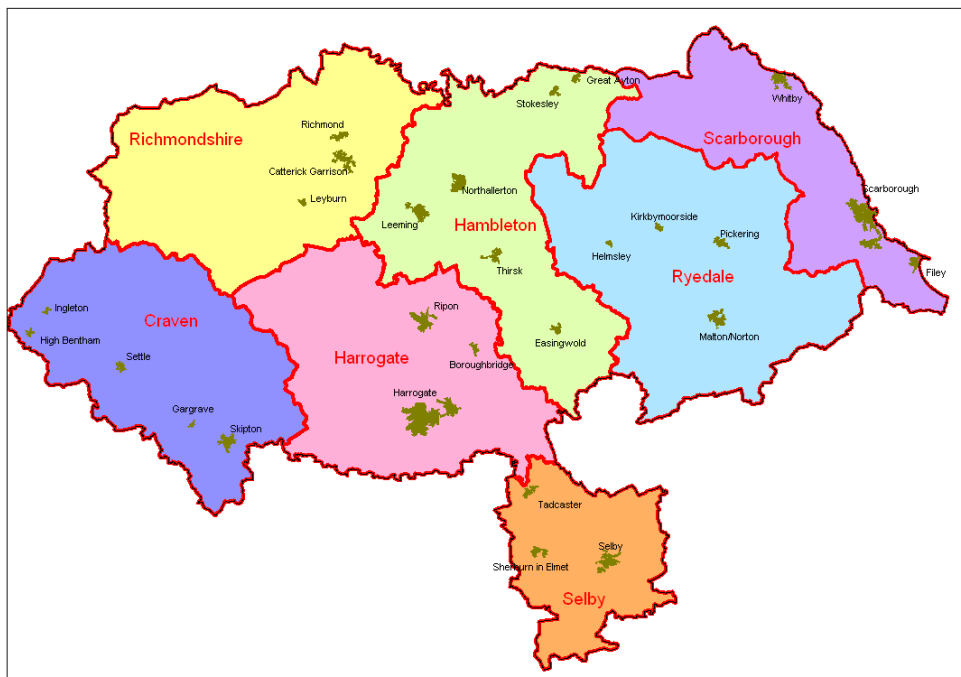 Great Ayton
Stokesley
Whitby
Richmond
Richmondshire
Scarborough
Catterick Garrison
Northallerton
Scarborough
Leyburn
Leeming
Hambleton
Kirkbymoorside
Pickering
Helmsley
Thirsk
Ryedale
Filey
Ingleton
Craven
Ripon
High Bentham
Easingwold
Malton/Norton
Settle
Harrogate
Boroughbridge
Harrogate
Gargrave
Skipton
Tadcaster
Selby
Sherburn in Elmet
Selby